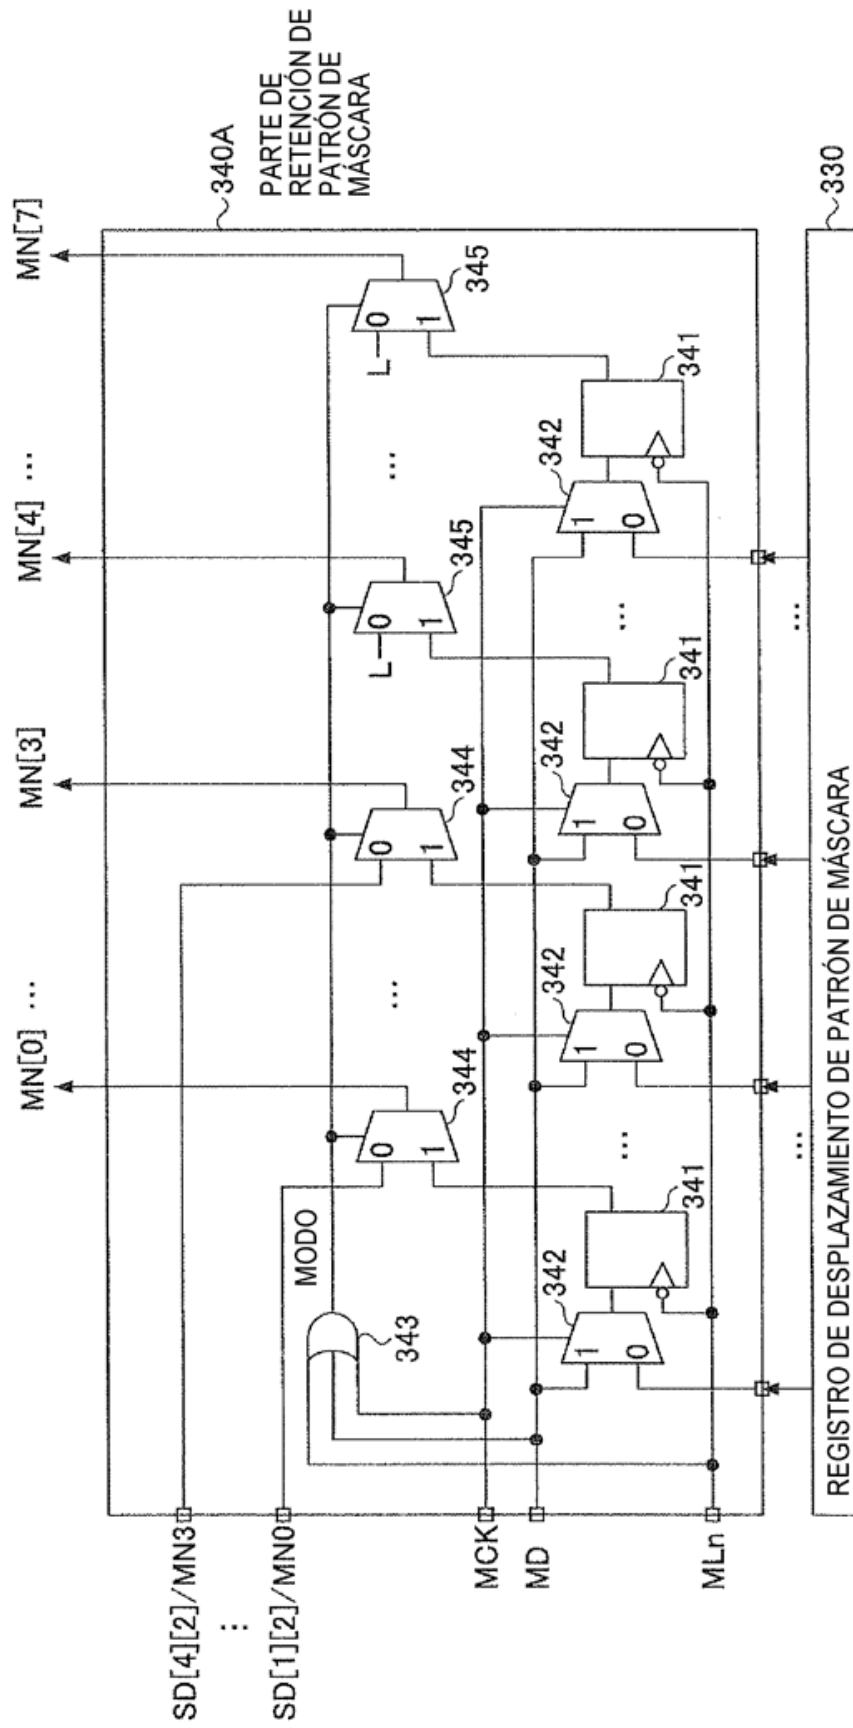 MN[0] ... MN[3] MN[4] ... MN[7]
340A
PARTE DE
RETENCIÓN DE
PATRÓN DE
MÁSCARA
SD[4][2]/MN3
...
SD[1][2]/MN0
MODO
343
0 1 344
...
0 1 344
L 0 1 345
...
L 0 1 345
MCK
MD
MLn
1 0 342 341
...
1 0 342 341
1 0 342 341
...
1 0 342 341
... ...
REGISTRO DE DESPLAZAMIENTO DE PATRÓN DE MÁSCARA
330